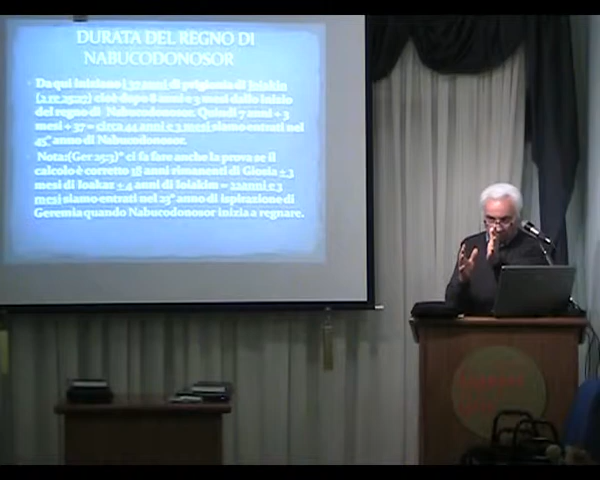 DURATA DEL REGNO DI
NABUCODONOSOR
Da qui iniziano i 37 anni di prigionia di Joiakin
(2.re.25:27) cioè dopo 8 anni e 3 mesi dallo inizio
del regno di Nabucodonosor. Quindi 7 anni + 3
mesi + 37 = circa 44 anni e 3 mesi siamo entrati nel
45° anno di Nabucodonosor.
Nota:(Ger 25:3)° ci fa fare anche la prova se il
calcolo è corretto 18 anni rimanenti di Giosia + 3
mesi di Ioakaz + 4 anni di Ioiakim = 22anni e 3
mesi siamo entrati nel 23° anno di Ispirazione di
Geremia quando Nabucodonosor inizia a regnare.